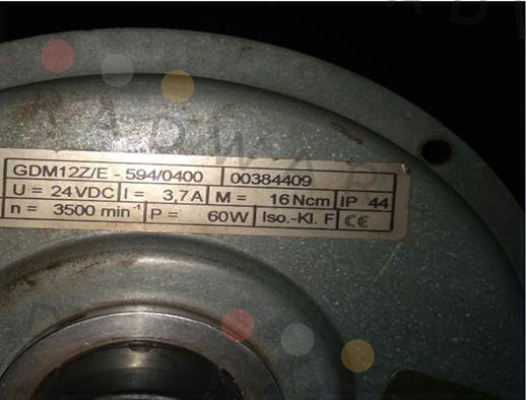 GDM12Z/E - 594/0400 00384409
U = 24VDC I = 3,7A M = 16Ncm IP 44
n = 3500 min⁻¹ P = 60W Iso.-Kl. F CE